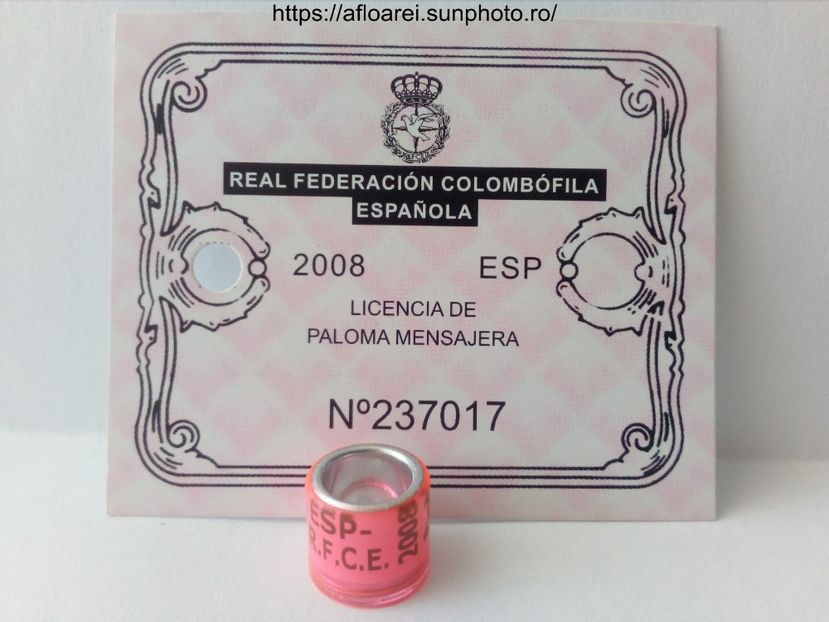 https://afloarei.sunphoto.ro/
REAL FEDERACIÓN COLOMBÓFILA
ESPAÑOLA
2008 ESP
LICENCIA DE
PALOMA MENSAJERA
Nº237017
ESP-
R.F.C.E.
2008